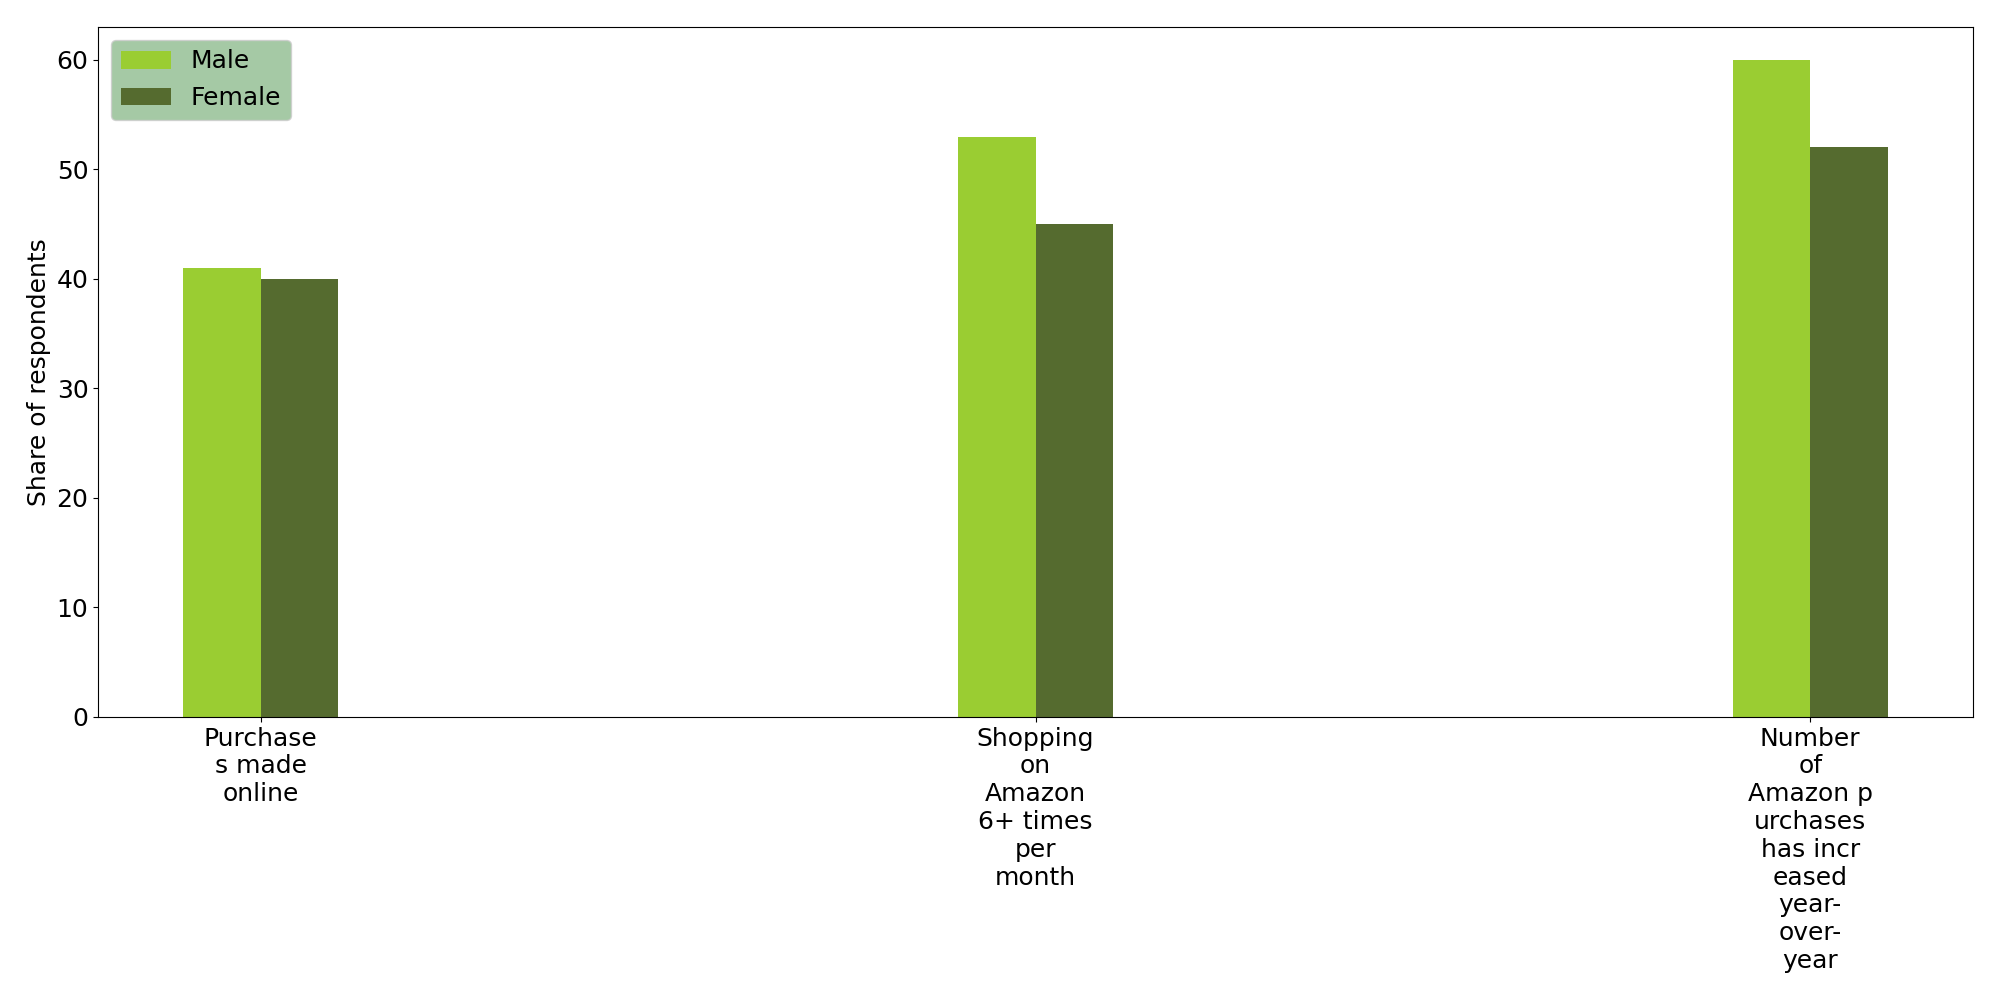 Male
Female
60
50
40
30
20
10
0
Share of respondents
Purchase
s made
online
Shopping
on
Amazon
6+ times
per
month
Number
of
Amazon p
urchases
has incr
eased
year-
over-
year